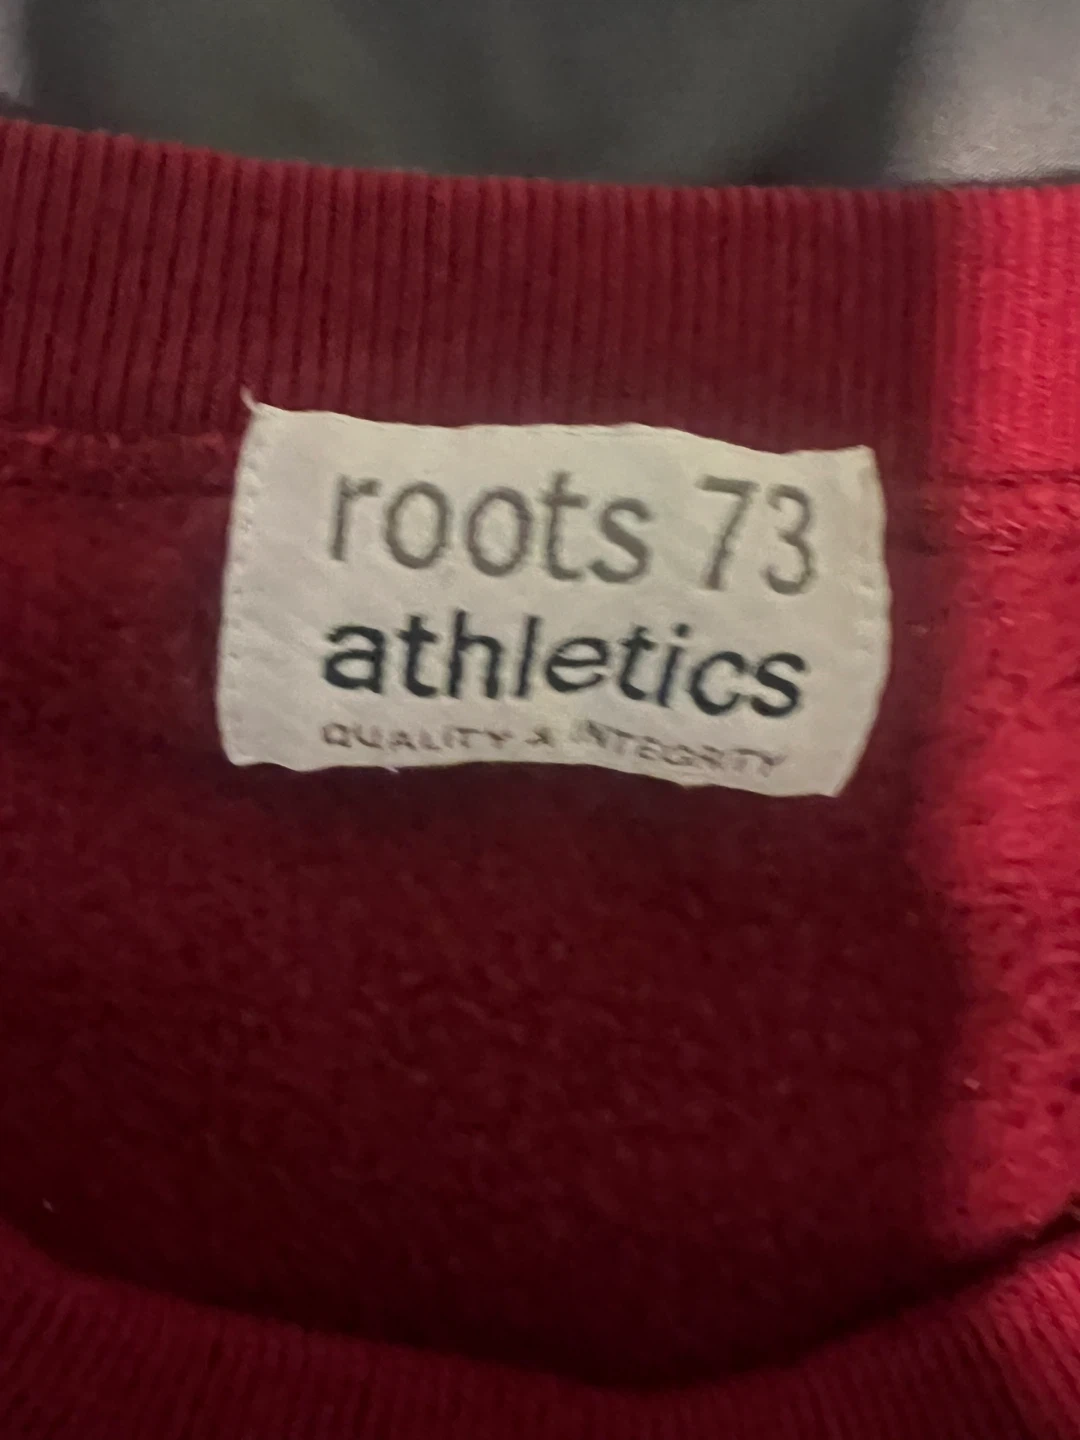 roots 73
athletics
QUALITY & INTEGRITY